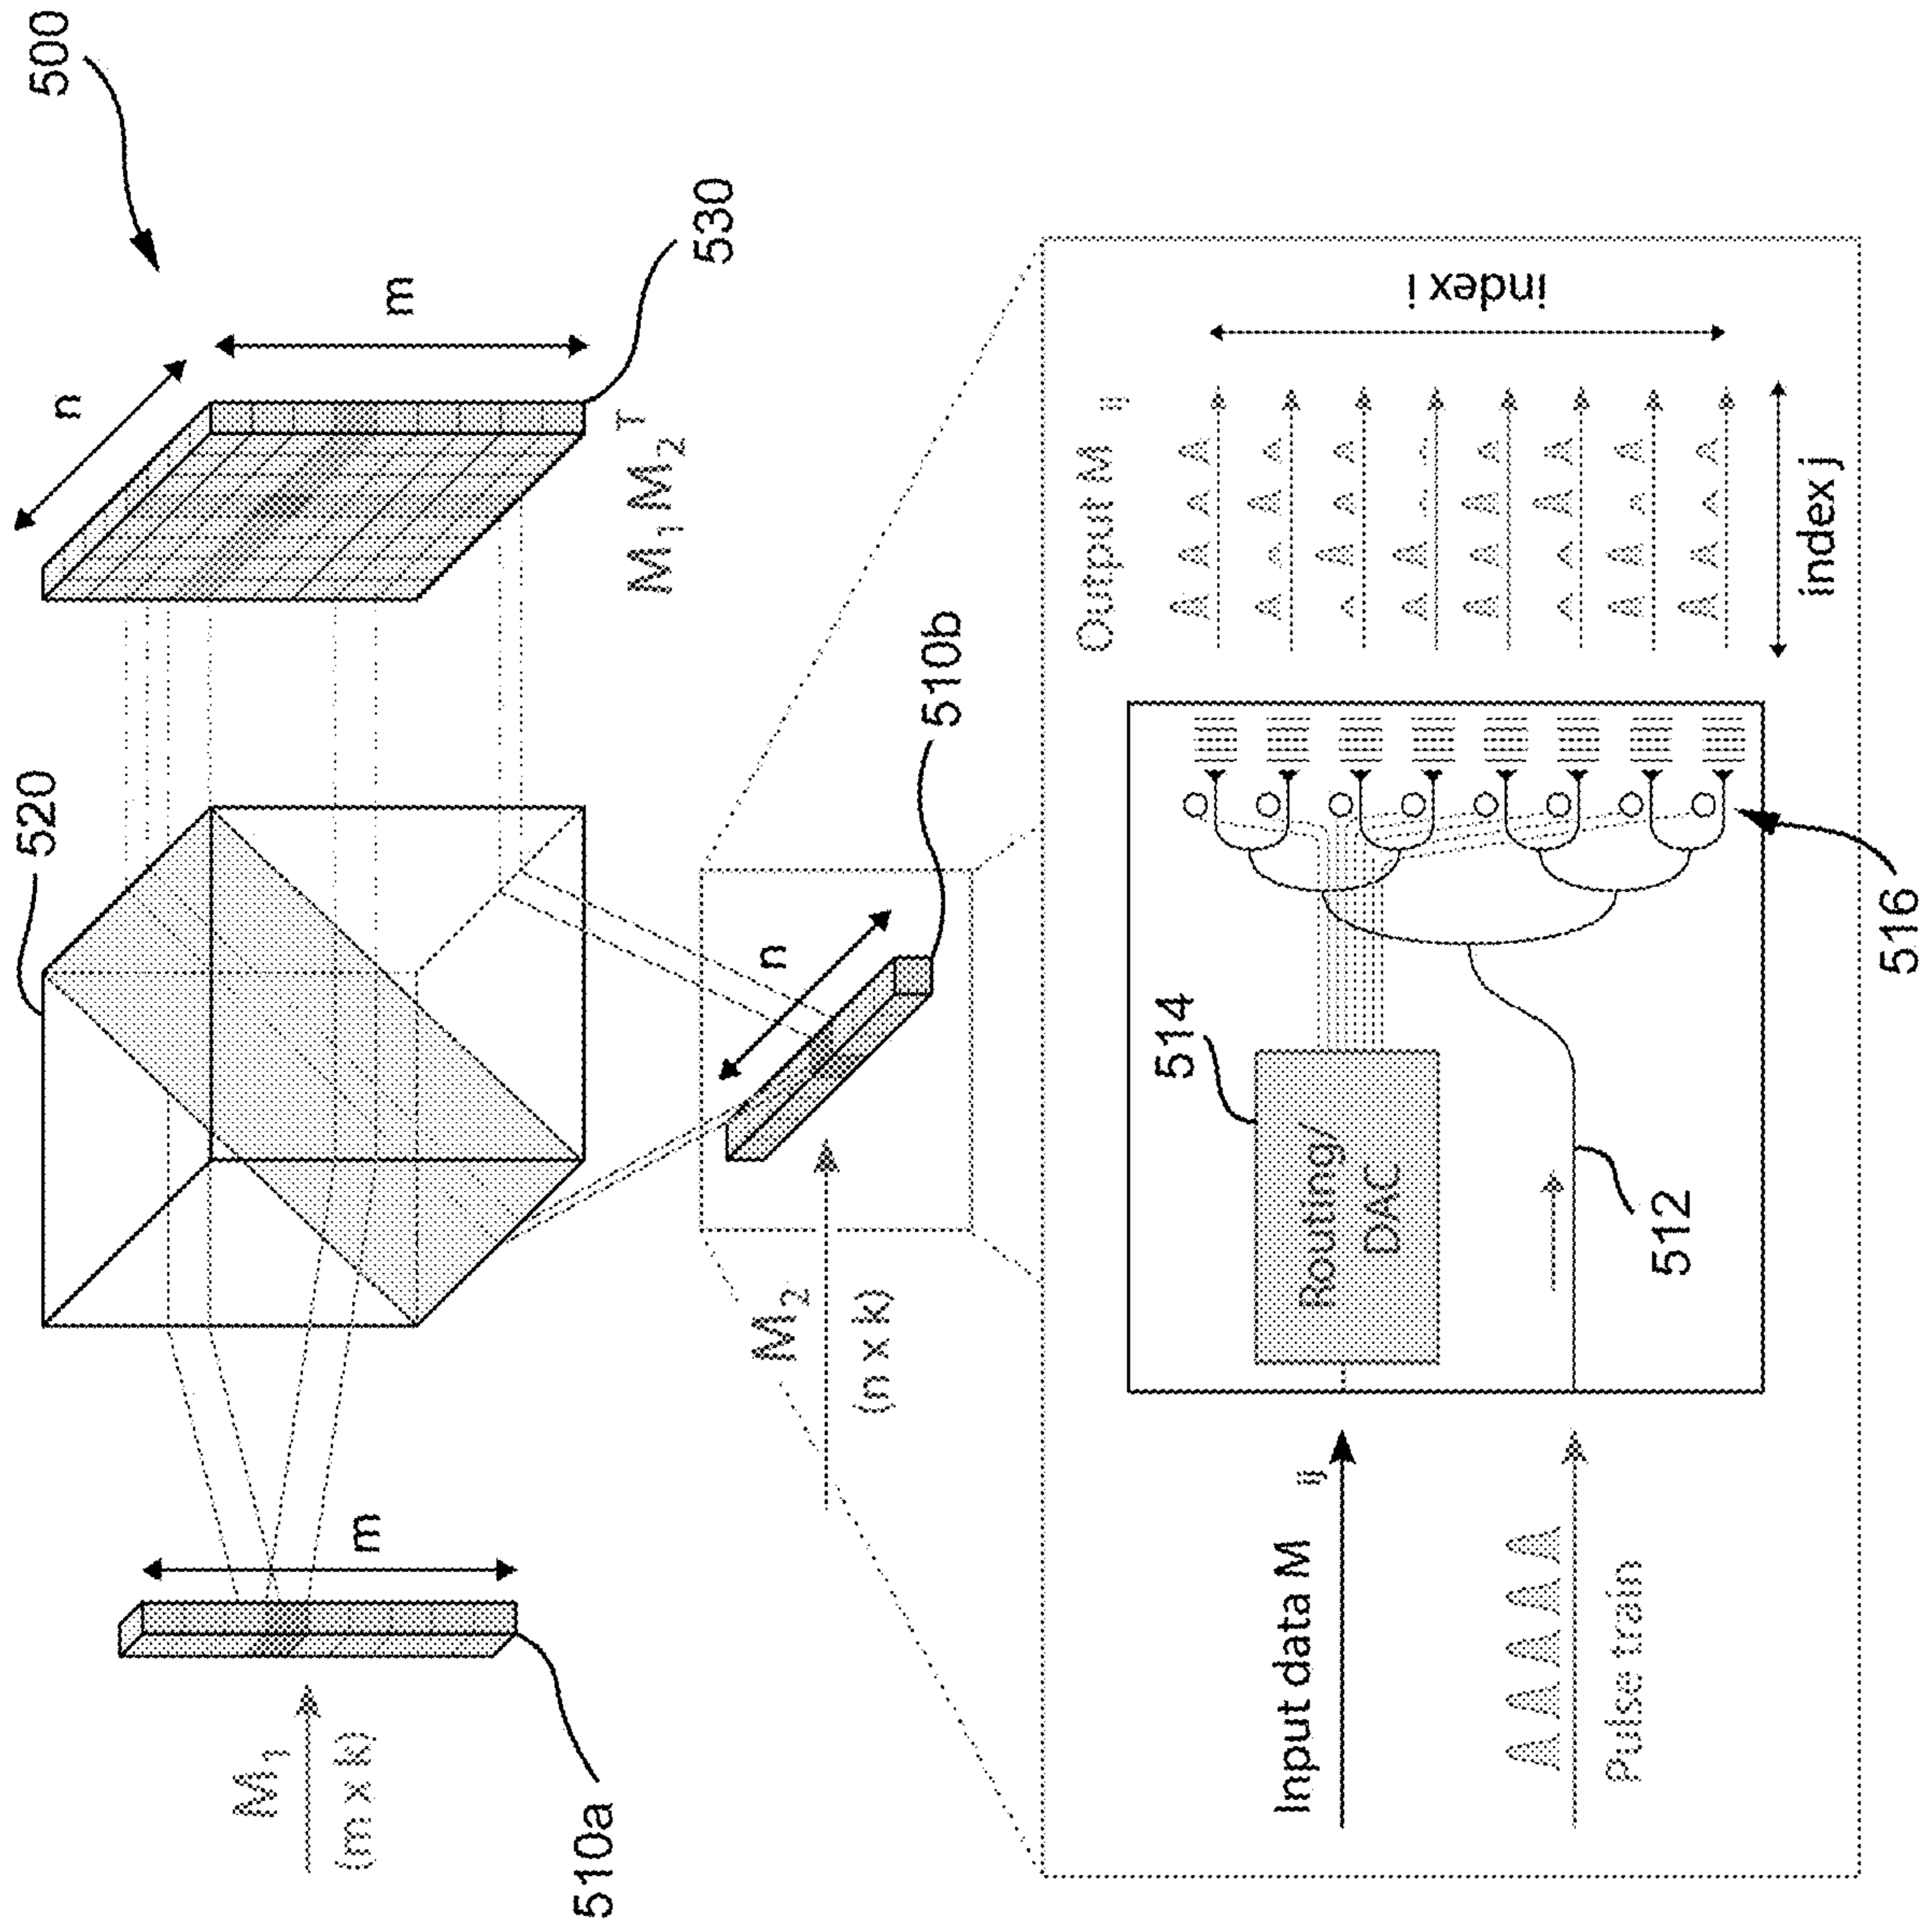 500
520
n
m
530
M1M2T
m
M1
(m x k)
510a
M2
(n x k)
n
510b
Input data Mij
Pulse train
514
Routing/
DAC
512
516
Output Mij
index i
index j